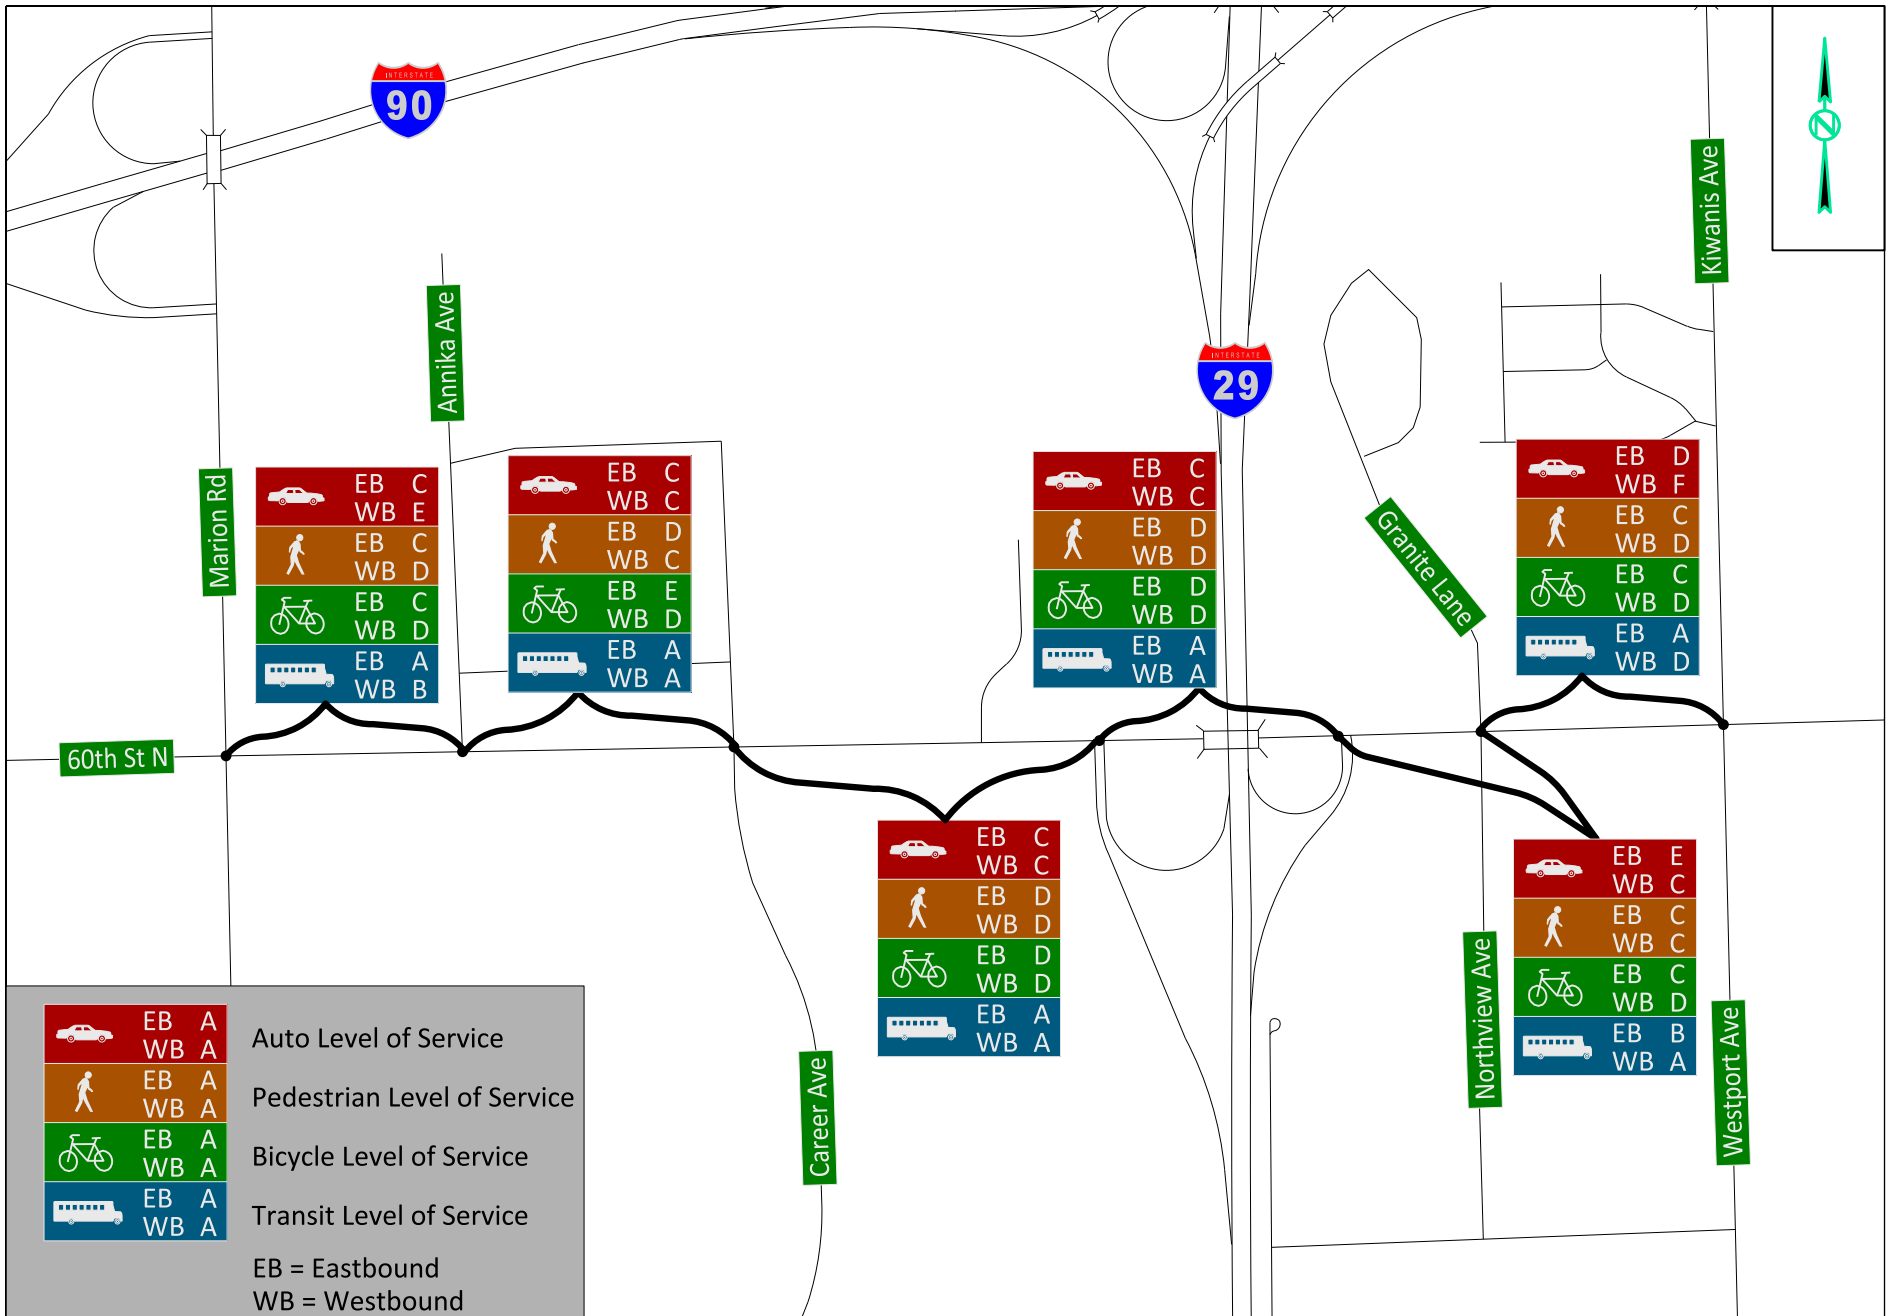 INTERSTATE
90
Kiwanis Ave
N
Annika Ave
INTERSTATE
29
Marion Rd
EB C
WB E
EB C
WB D
EB C
WB D
EB A
WB B
EB C
WB C
EB D
WB C
EB E
WB D
EB A
WB A
EB C
WB C
EB D
WB D
EB D
WB D
EB A
WB A
Granite Lane
EB D
WB F
EB C
WB D
EB C
WB D
EB A
WB D
60th St N
EB C
WB C
EB D
WB D
EB D
WB D
EB A
WB A
EB E
WB C
EB C
WB C
EB C
WB D
EB B
WB A
Northview Ave
Westport Ave
Career Ave
EB A
WB A
Auto Level of Service
EB A
WB A
Pedestrian Level of Service
EB A
WB A
Bicycle Level of Service
EB A
WB A
Transit Level of Service
EB = Eastbound
WB = Westbound